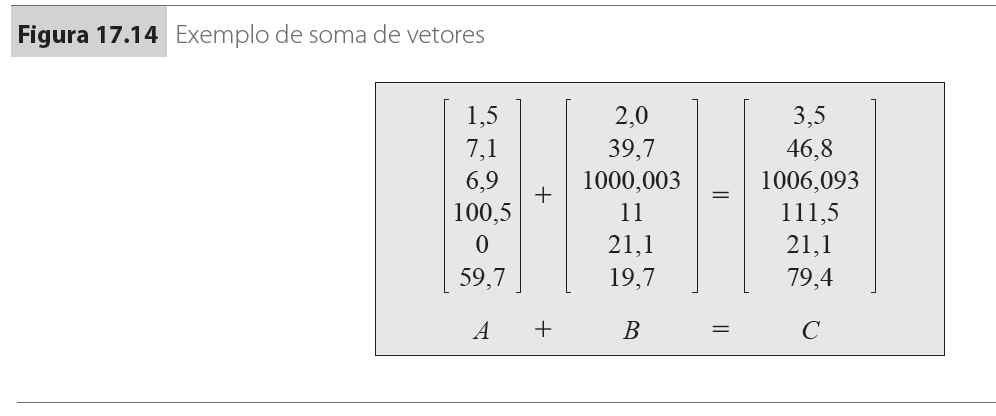 Figura 17.14 Exemplo de soma de vetores
1,5 2,0 3,5
7,1 39,7 46,8
6,9 1000,003 1006,093
+ =
100,5 11 111,5
0 21,1 21,1
59,7 19,7 79,4
A + B = C